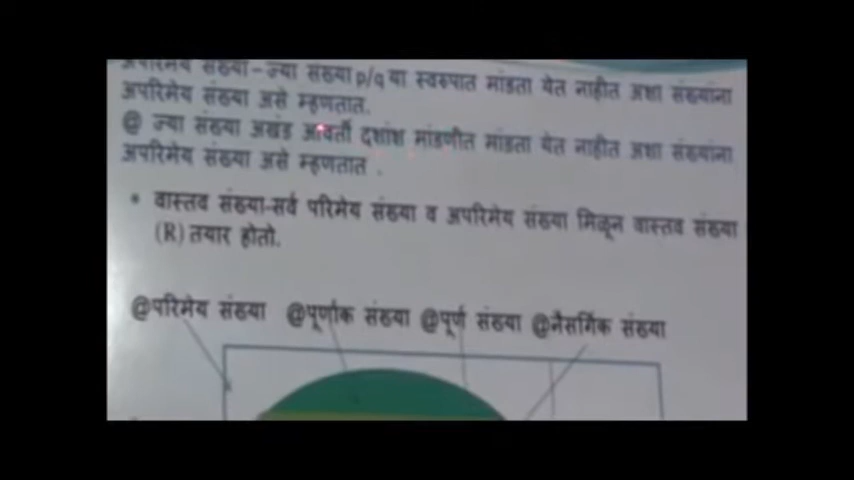 अपरिमेय संख्या-ज्या संख्या p/q या स्वरुपात मांडता येत नाहीत अशा संख्यांना
अपरिमेय संख्या असे म्हणतात.
@ ज्या संख्या अखंड आवर्ती दशांश मांडणीत मांडता येत नाहीत अशा संख्यांना
अपरिमेय संख्या असे म्हणतात .
• वास्तव संख्या-सर्व परिमेय संख्या व अपरिमेय संख्या मिळून वास्तव संख्या
(R) तयार होतो.
@परिमेय संख्या @पूर्णांक संख्या @पूर्ण संख्या @नैसर्गिक संख्या